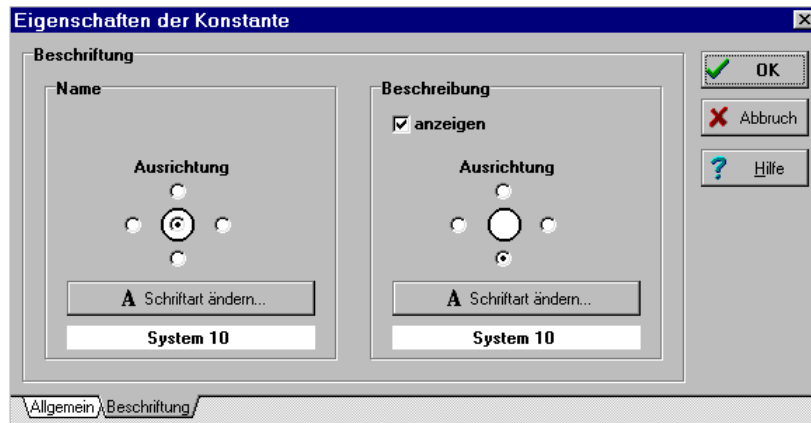 Eigenschaften der Konstante
Beschriftung
Name
Ausrichtung
A Schriftart ändern...
System 10
Beschreibung
anzeigen
Ausrichtung
A Schriftart ändern...
System 10
OK
Abbruch
? Hilfe
Allgemein
Beschriftung